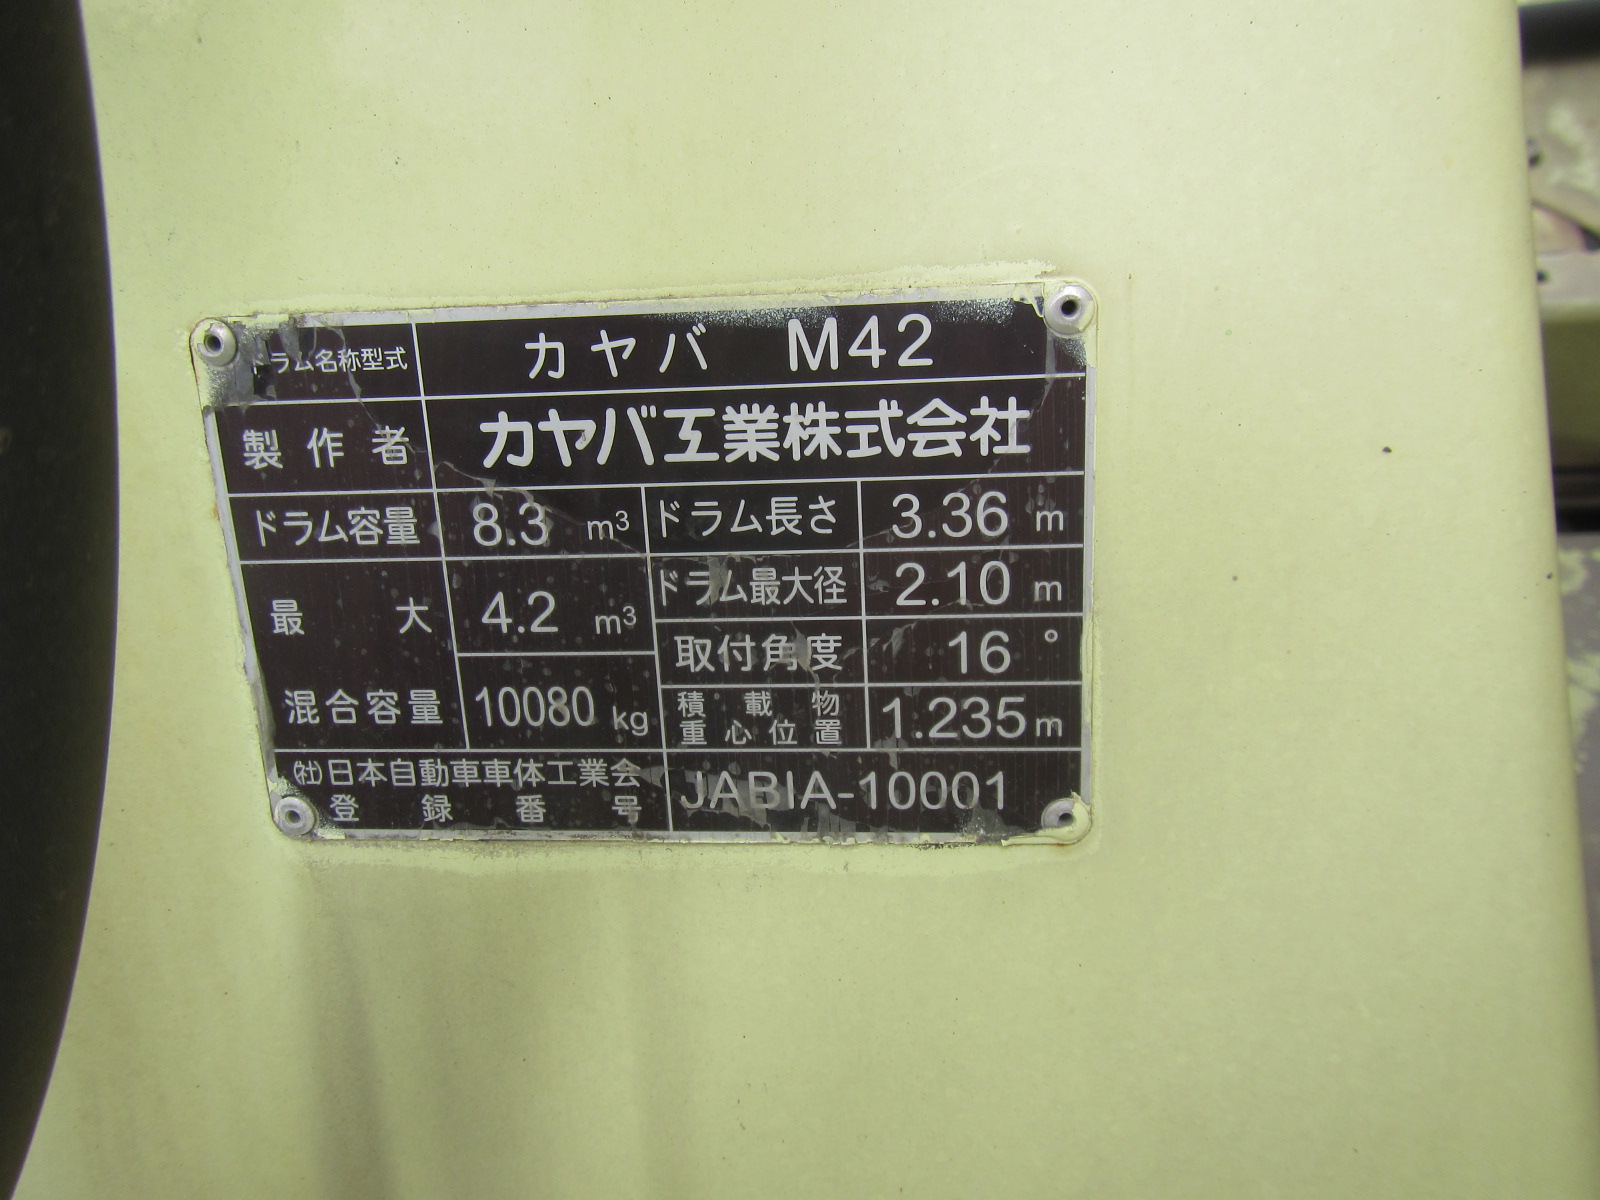 ドラム名称型式 カヤバ M42
製作者 カヤバ工業株式会社
ドラム容量 8.3 m3 ドラム長さ 3.36 m
最大混合容量 4.2 m3 ドラム最大径 2.10 m
取付角度 16°
10080 kg 積載物重心位置 1.235m
㈳日本自動車車体工業会
登録番号 JABIA-10001